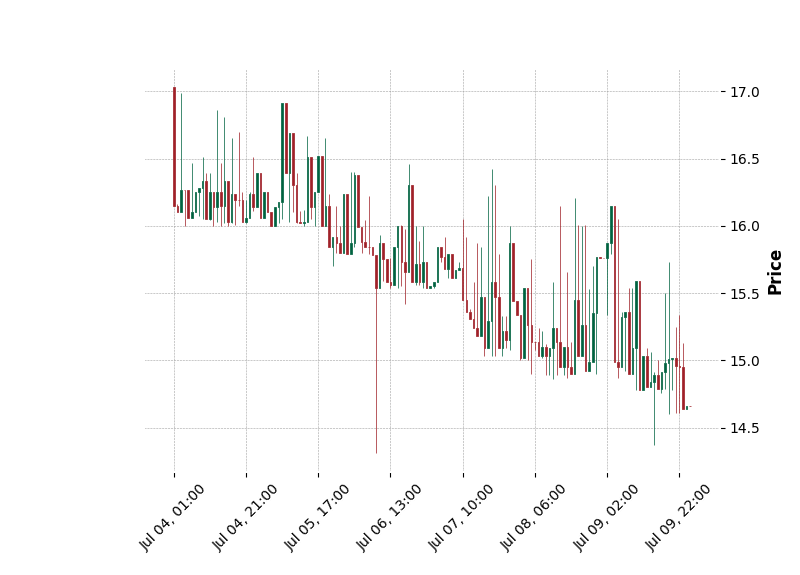 17.0
16.5
16.0
15.5
15.0
14.5
Price
Jul 04, 01:00
Jul 04, 21:00
Jul 05, 17:00
Jul 06, 13:00
Jul 07, 10:00
Jul 08, 06:00
Jul 09, 02:00
Jul 09, 22:00